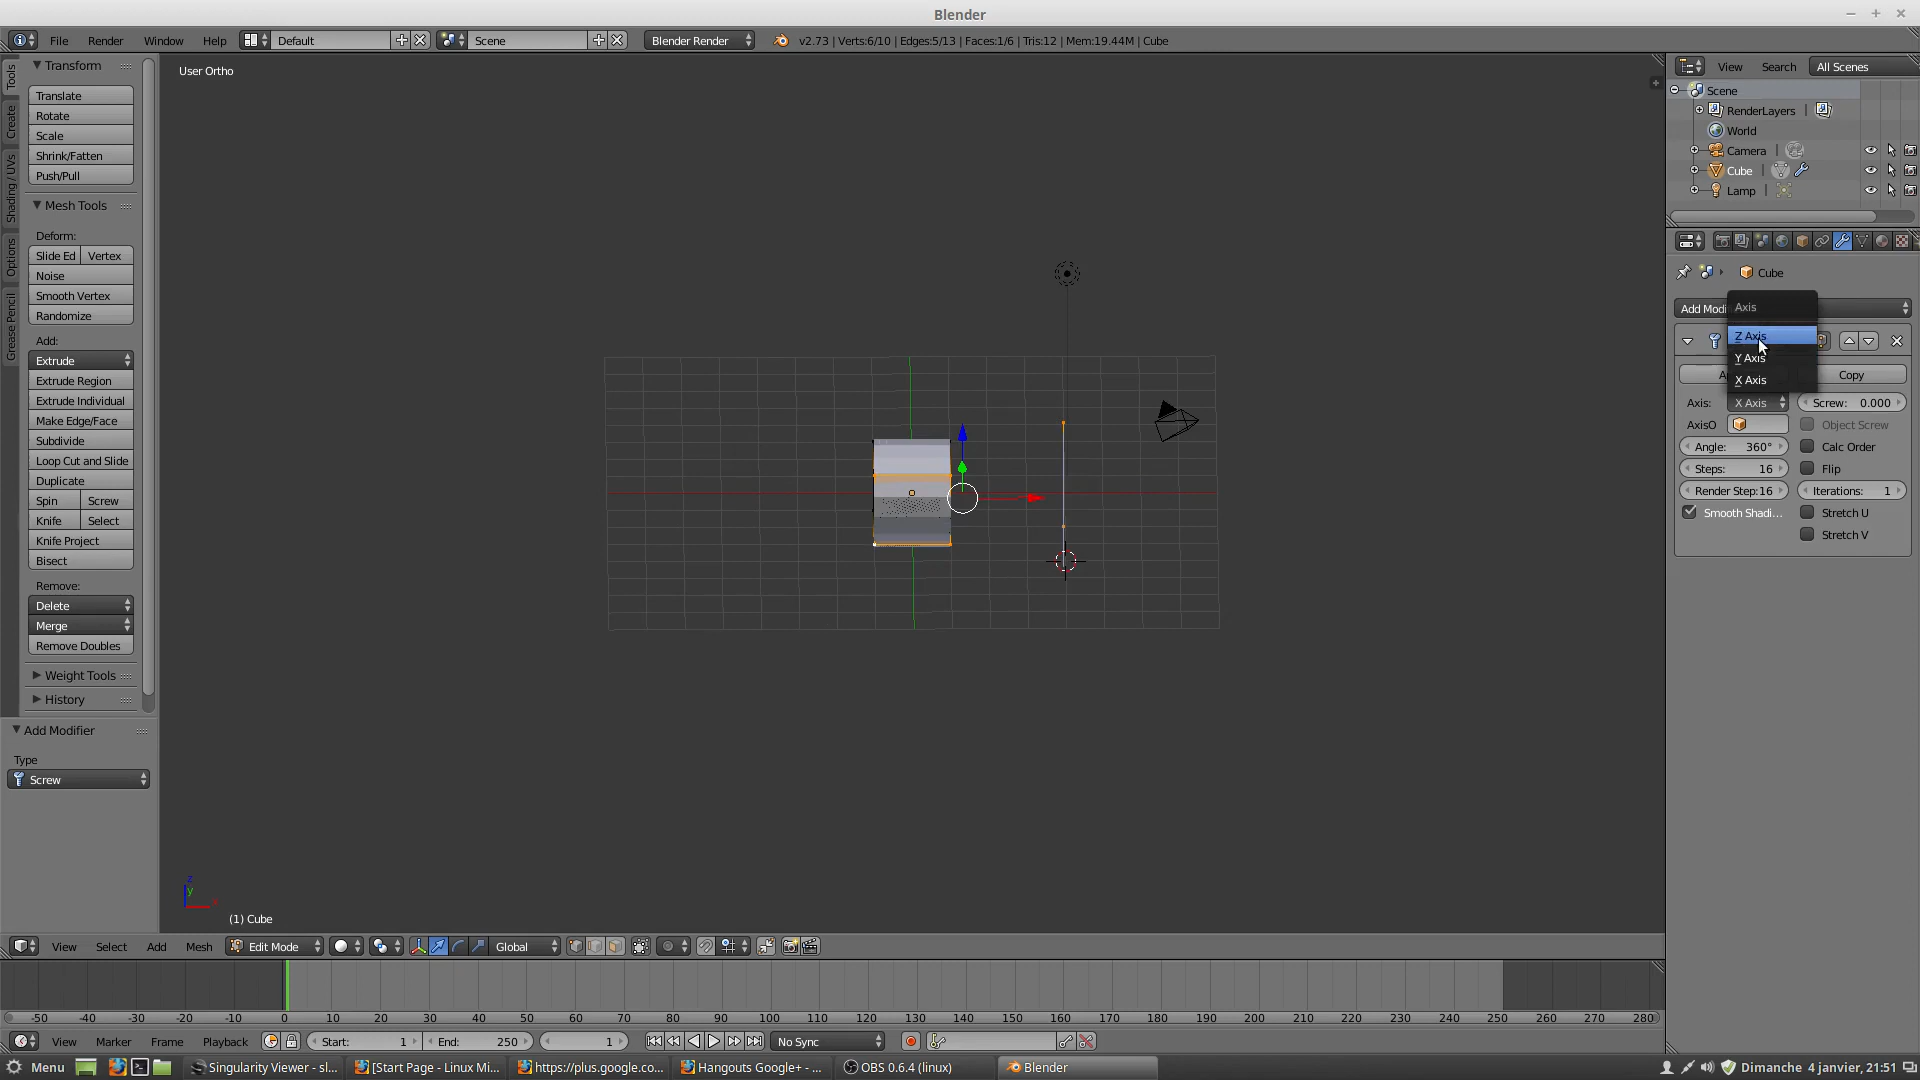 Blender
File Render Window Help Default Scene Blender Render v2.73 | Verts:6/10 | Edges:5/13 | Faces:1/6 | Tris:12 | Mem:19.44M | Cube
Tools
Create
Shading / UVs
Options
Grease Pencil
Transform
Translate
Rotate
Scale
Shrink/Fatten
Push/Pull
Mesh Tools
Deform:
Slide Ed Vertex
Noise
Smooth Vertex
Randomize
Add:
Extrude
Extrude Region
Extrude Individual
Make Edge/Face
Subdivide
Loop Cut and Slide
Duplicate
Spin Screw
Knife Select
Knife Project
Bisect
Remove:
Delete
Merge
Remove Doubles
Weight Tools
History
Add Modifier
Type
Screw
User Ortho
z
y
(1) Cube
View Search All Scenes
Scene
RenderLayers
World
Camera
Cube
Lamp
Cube
Add Modi
Axis
Z Axis
Y Axis
X Axis
Copy
Axis: X Axis Screw: 0.000
AxisO Object Screw
Angle: 360° Calc Order
Steps: 16 Flip
Render Step:16 Iterations: 1
Smooth Shadi... Stretch U
Stretch V
View Select Add Mesh Edit Mode Global
-50 -40 -30 -20 -10 0 10 20 30 40 50 60 70 80 90 100 110 120 130 140 150 160 170 180 190 200 210 220 230 240 250 260 270 280
View Marker Frame Playback Start: 1 End: 250 1 No Sync
Menu Singularity Viewer - sl... [Start Page - Linux Mi... https://plus.google.co... Hangouts Google+ - ... OBS 0.6.4 (linux) Blender Dimanche 4 janvier, 21:51